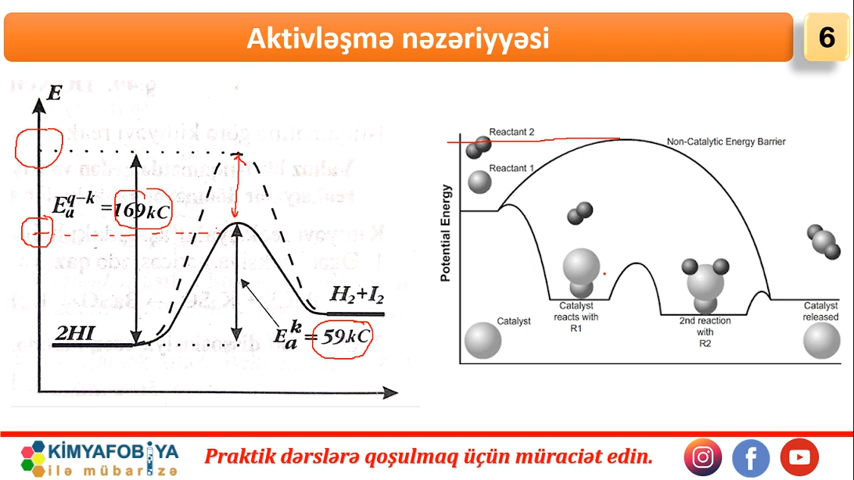 Aktivləşmə nəzəriyyəsi
6
E
Eₐ^q-k = 169kC
2HI
H₂+I₂
Eₐ^k = 59kC
Potential Energy
Reactant 2
Reactant 1
Non-Catalytic Energy Barrier
Catalyst
Catalyst
reacts with
R1
2nd reaction
with
R2
Catalyst
released
KİMYAFOBİYA
ilə mübarizə
Praktik dərslərə qoşulmaq üçün müraciət edin.